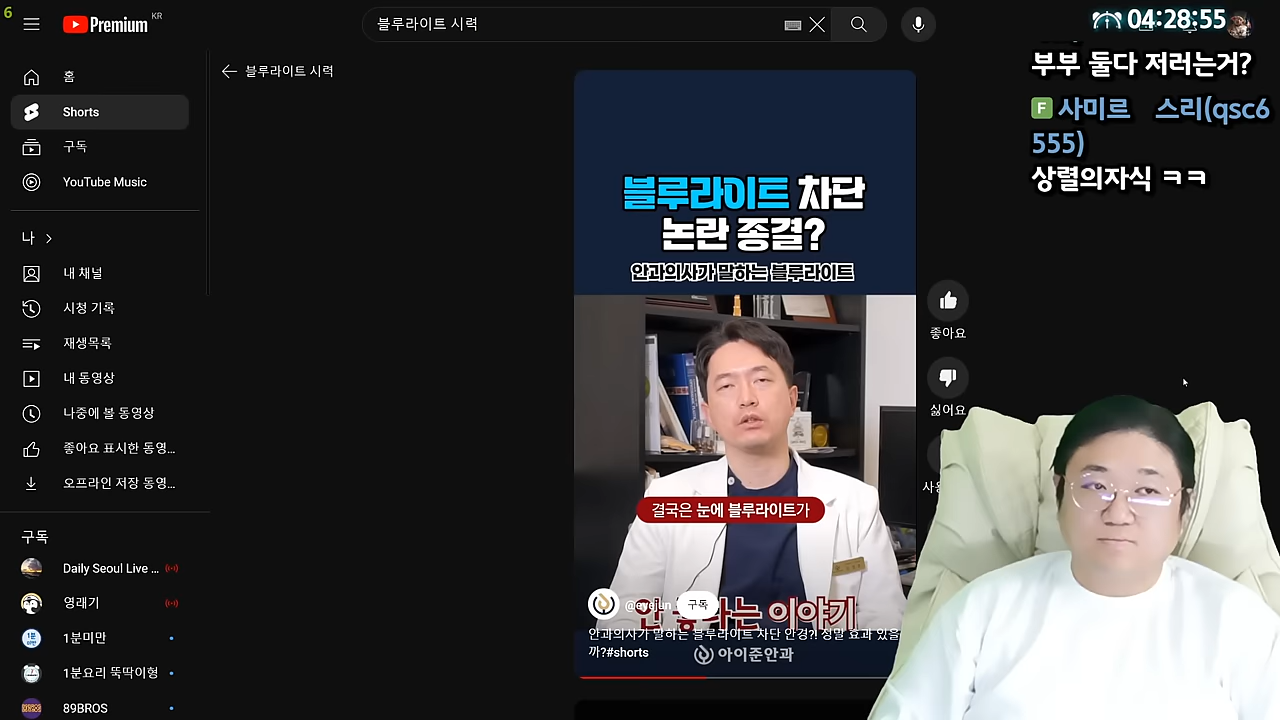 6
Premium KR
블루라이트 시력
04:28:55
홈
Shorts
구독
YouTube Music
나
내 채널
시청 기록
재생목록
내 동영상
나중에 볼 동영상
좋아요 표시한 동영...
오프라인 저장 동영...
구독
Daily Seoul Live ...
영래기
1분미만
1분요리 뚝딱이형
89BROS
블루라이트 시력
블루라이트 차단
논란 종결?
안과의사가 말하는 블루라이트
결국은 눈에 블루라이트가
이야기
구독
안과의사가 말하는 블루라이트 차단 안경?! 정말 효과 있을
까?#shorts
아이준안과
좋아요
싫어요
부부 둘다 저러는거?
F 사미르 스리(qsc6
555)
상렬의자식 ㅋㅋ